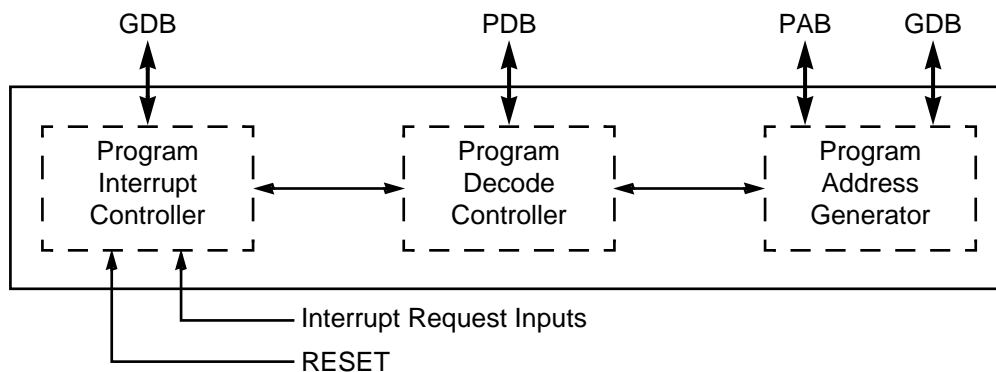 GDB
PDB
PAB
GDB
Program
Interrupt
Controller
Program
Decode
Controller
Program
Address
Generator
Interrupt Request Inputs
RESET